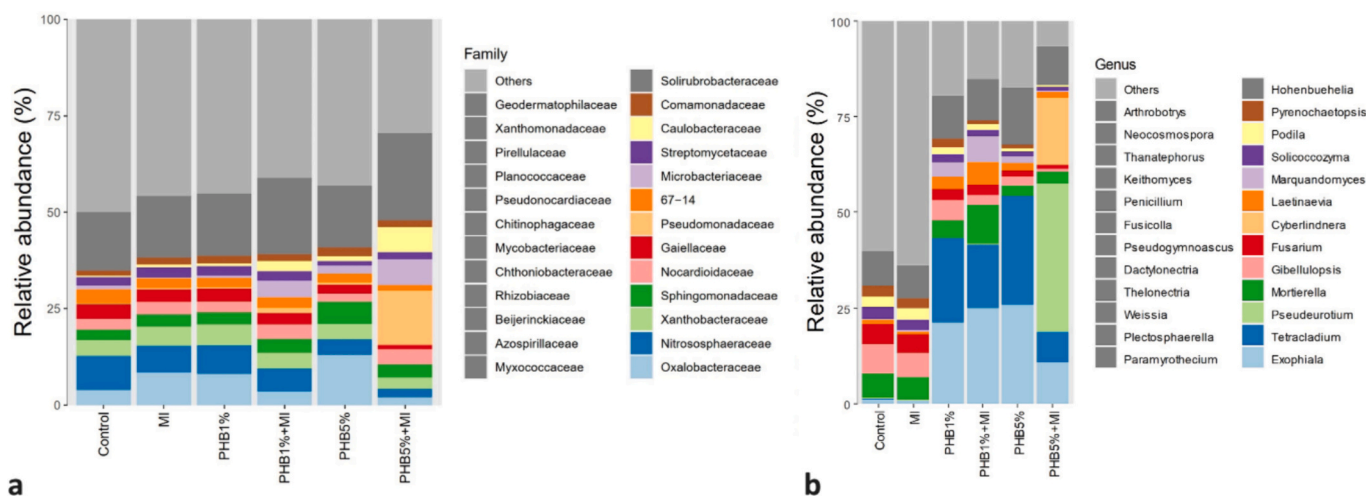 Relative abundance (%)
100
75
50
25
0
Control
MI
PHB1%
PHB1%+MI
PHB5%
PHB5%+MI
Family
Others
Geodermatophilaceae
Xanthomonadaceae
Pirellulaceae
Planococcaceae
Pseudonocardiaceae
Chitinophagaceae
Mycobacteriaceae
Chthoniobacteraceae
Rhizobiaceae
Beijerinckiaceae
Azospirillaceae
Myxococcaceae
Solirubrobacteraceae
Comamonadaceae
Caulobacteraceae
Streptomycetaceae
Microbacteriaceae
67-14
Pseudomonadaceae
Gaiellaceae
Nocardioidaceae
Sphingomonadaceae
Xanthobacteraceae
Nitrososphaeraceae
Oxalobacteraceae
a
Relative abundance (%)
100
75
50
25
0
Control
MI
PHB1%
PHB1%+MI
PHB5%
PHB5%+MI
Genus
Others
Arthrobotrys
Neocosmospora
Thanatephorus
Keithomyces
Penicillium
Fusicolla
Pseudogymnoascus
Dactylonectria
Thelonectria
Weissia
Plectosphaerella
Paramyrothecium
Hohenbuehelia
Pyrenochaetopsis
Podila
Solicoccozyma
Marquandomyces
Laetinaevia
Cyberlindnera
Fusarium
Gibellulopsis
Mortierella
Pseudeurotium
Tetracladium
Exophiala
b